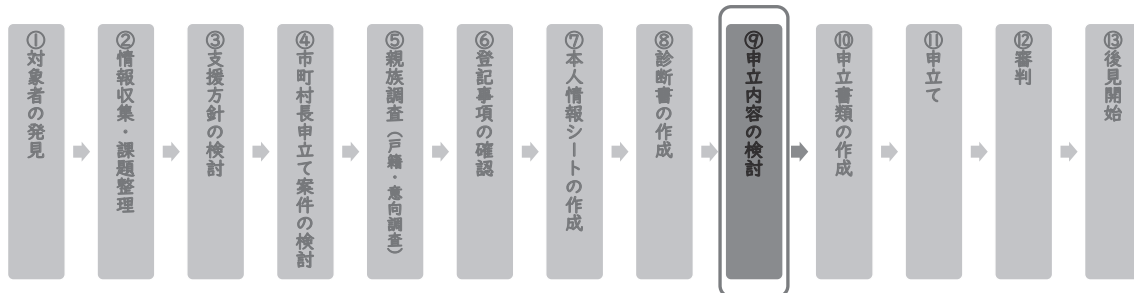 ①対象者の発見
②情報収集・課題整理
③支援方針の検討
④市町村長申立て案件の検討
⑤親族調査（戸籍・意向調査）
⑥登記事項の確認
⑦本人情報シートの作成
⑧診断書の作成
⑨申立内容の検討
⑩申立書類の作成
⑪申立て
⑫審判
⑬後見開始